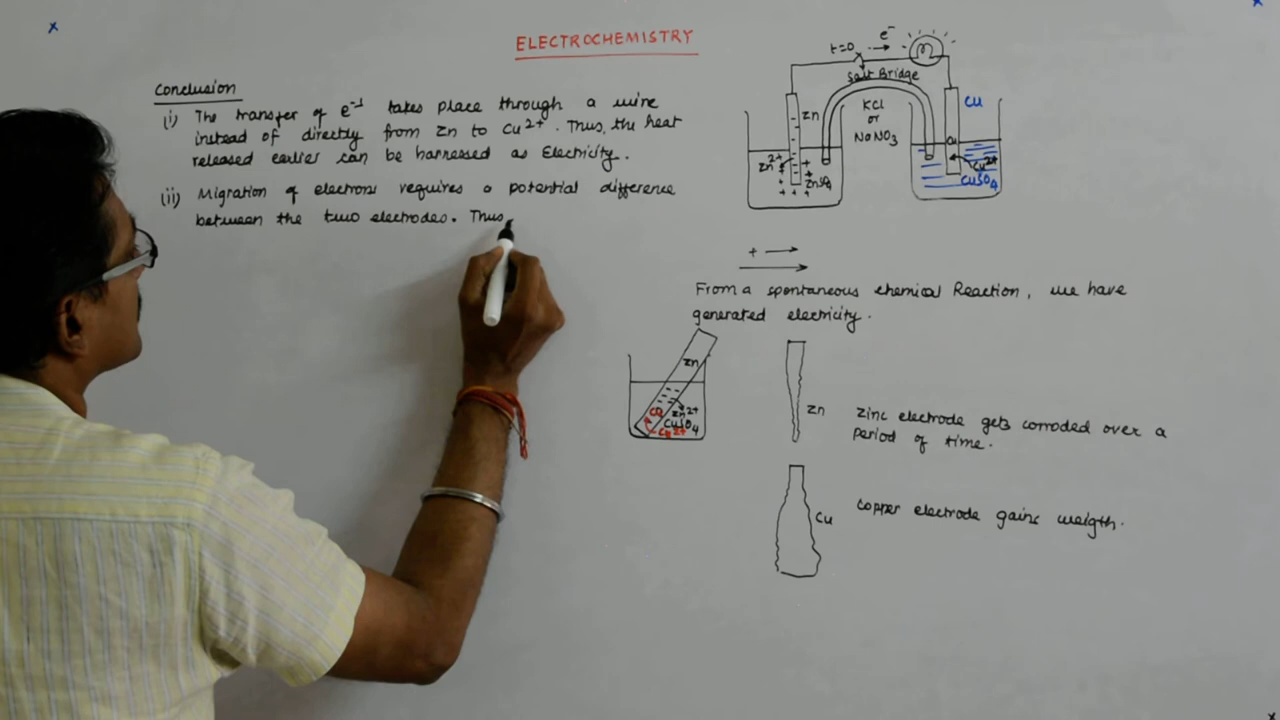 ELECTROCHEMISTRY
Conclusion
(i) The transfer of e⁻¹ takes place through a wire
instead of directly from Zn to Cu²⁺. Thus, the heat
released earlier can be harnessed as Electricity.
(ii) Migration of electrons requires a potential difference
between the two electrodes. Thus,
t=0 → e⁻
Salt Bridge
KCl
or
NaNO₃
Zn
Zn²⁺
ZnSO₄
Cu
Cu
Cu²⁺
CuSO₄
+ →
From a spontaneous chemical Reaction, we have
generated electricity.
Zn
Zn²⁺
CuSO₄
Cu
Cu²⁺
Zn
zinc electrode gets corroded over a
period of time.
Cu
copper electrode gains weigth.